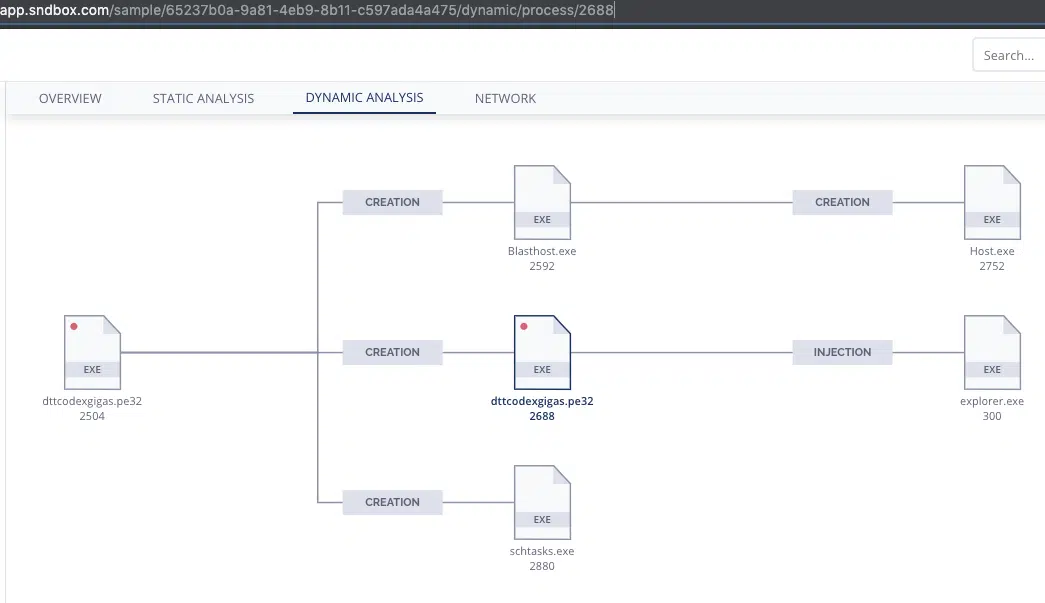 app.sndbox.com/sample/65237b0a-9a81-4eb9-8b11-c597ada4a475/dynamic/process/2688
Search...
OVERVIEW STATIC ANALYSIS DYNAMIC ANALYSIS NETWORK
CREATION
EXE
Blasthost.exe
2592
CREATION
EXE
Host.exe
2752
EXE
dttcodexgigas.pe32
2504
CREATION
EXE
dttcodexgigas.pe32
2688
INJECTION
EXE
explorer.exe
300
CREATION
EXE
schtasks.exe
2880